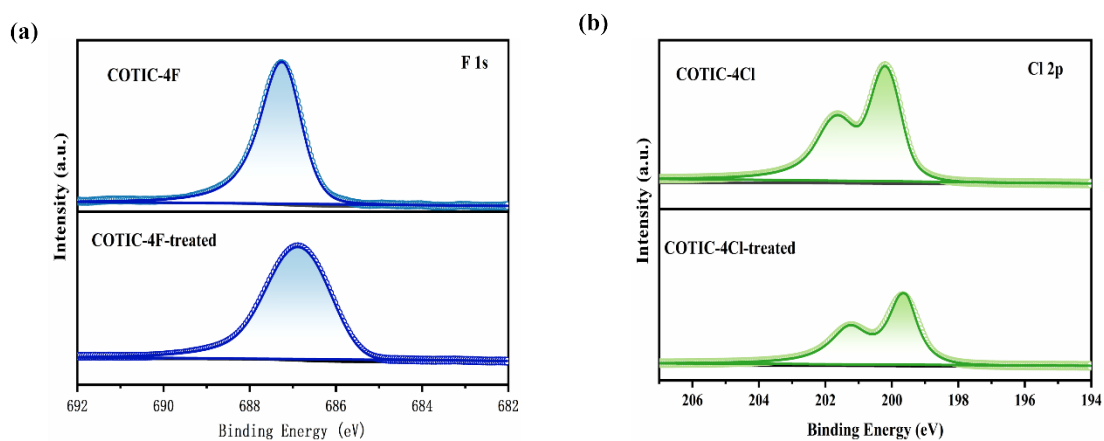 (a)
COTIC-4F
F 1s
COTIC-4F-treated
Intensity (a.u.)
692
690
688
686
684
682
Binding Energy (eV)
(b)
COTIC-4Cl
Cl 2p
COTIC-4Cl-treated
Intensity (a.u.)
206
204
202
200
198
196
194
Binding Energy (eV)